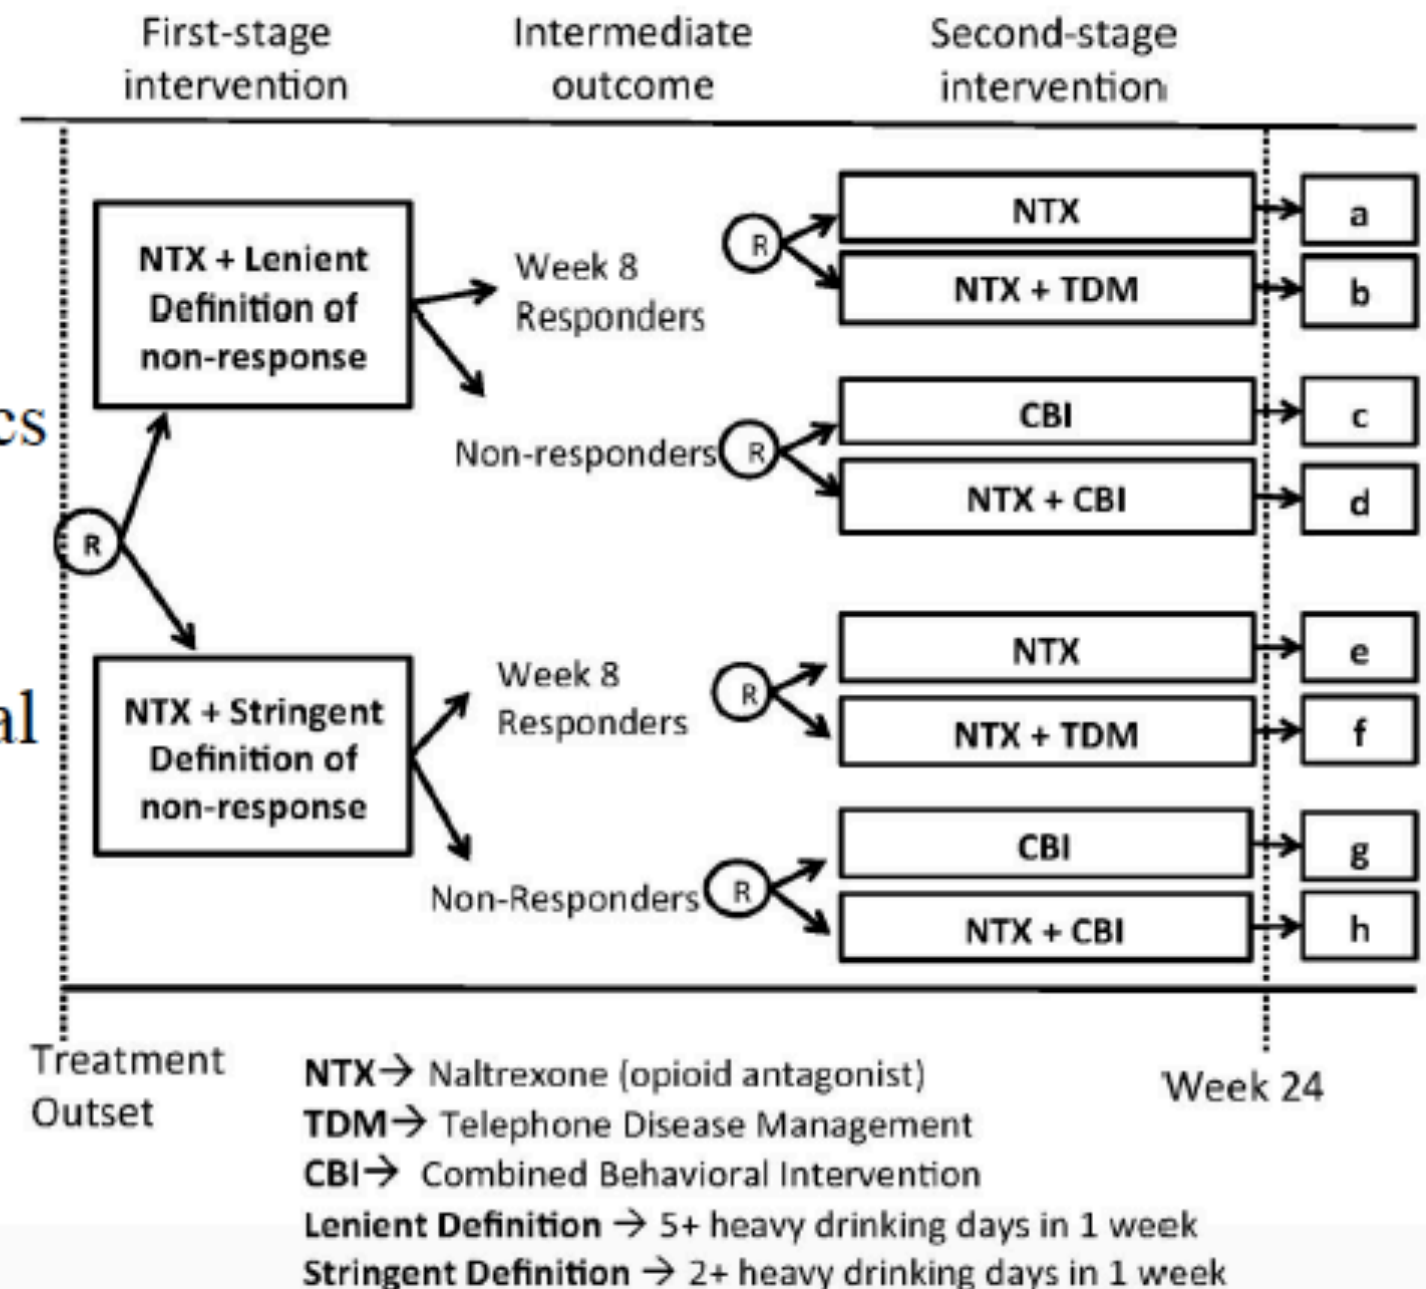 First-stage
intervention
Intermediate
outcome
Second-stage
intervention
NTX + Lenient
Definition of
non-response
Week 8
Responders
R
NTX
a
NTX + TDM
b
cs
Non-responders
R
CBI
c
NTX + CBI
d
R
al
NTX + Stringent
Definition of
non-response
Week 8
Responders
R
NTX
e
NTX + TDM
f
Non-Responders
R
CBI
g
NTX + CBI
h
Treatment
Outset
Week 24
NTX→ Naltrexone (opioid antagonist)
TDM→ Telephone Disease Management
CBI→ Combined Behavioral Intervention
Lenient Definition → 5+ heavy drinking days in 1 week
Stringent Definition → 2+ heavy drinking days in 1 week